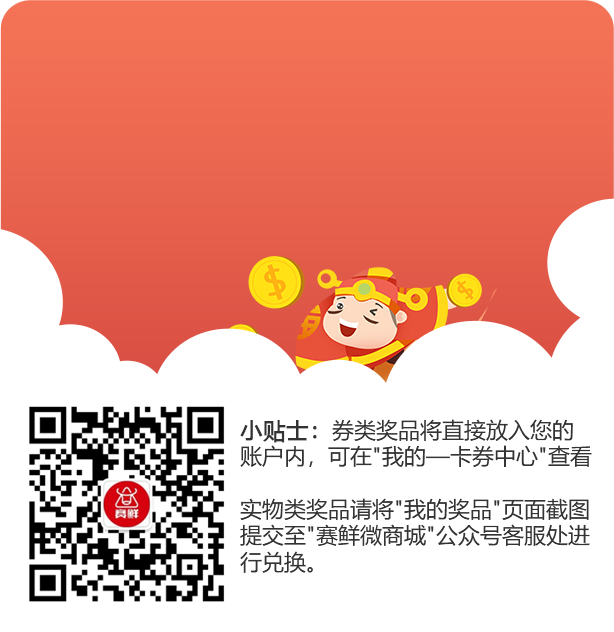 小贴士：券类奖品将直接放入您的
账户内，可在"我的—卡券中心"查看
实物类奖品请将"我的奖品"页面截图
提交至"赛鲜微商城"公众号客服处进
行兑换。
赛鲜